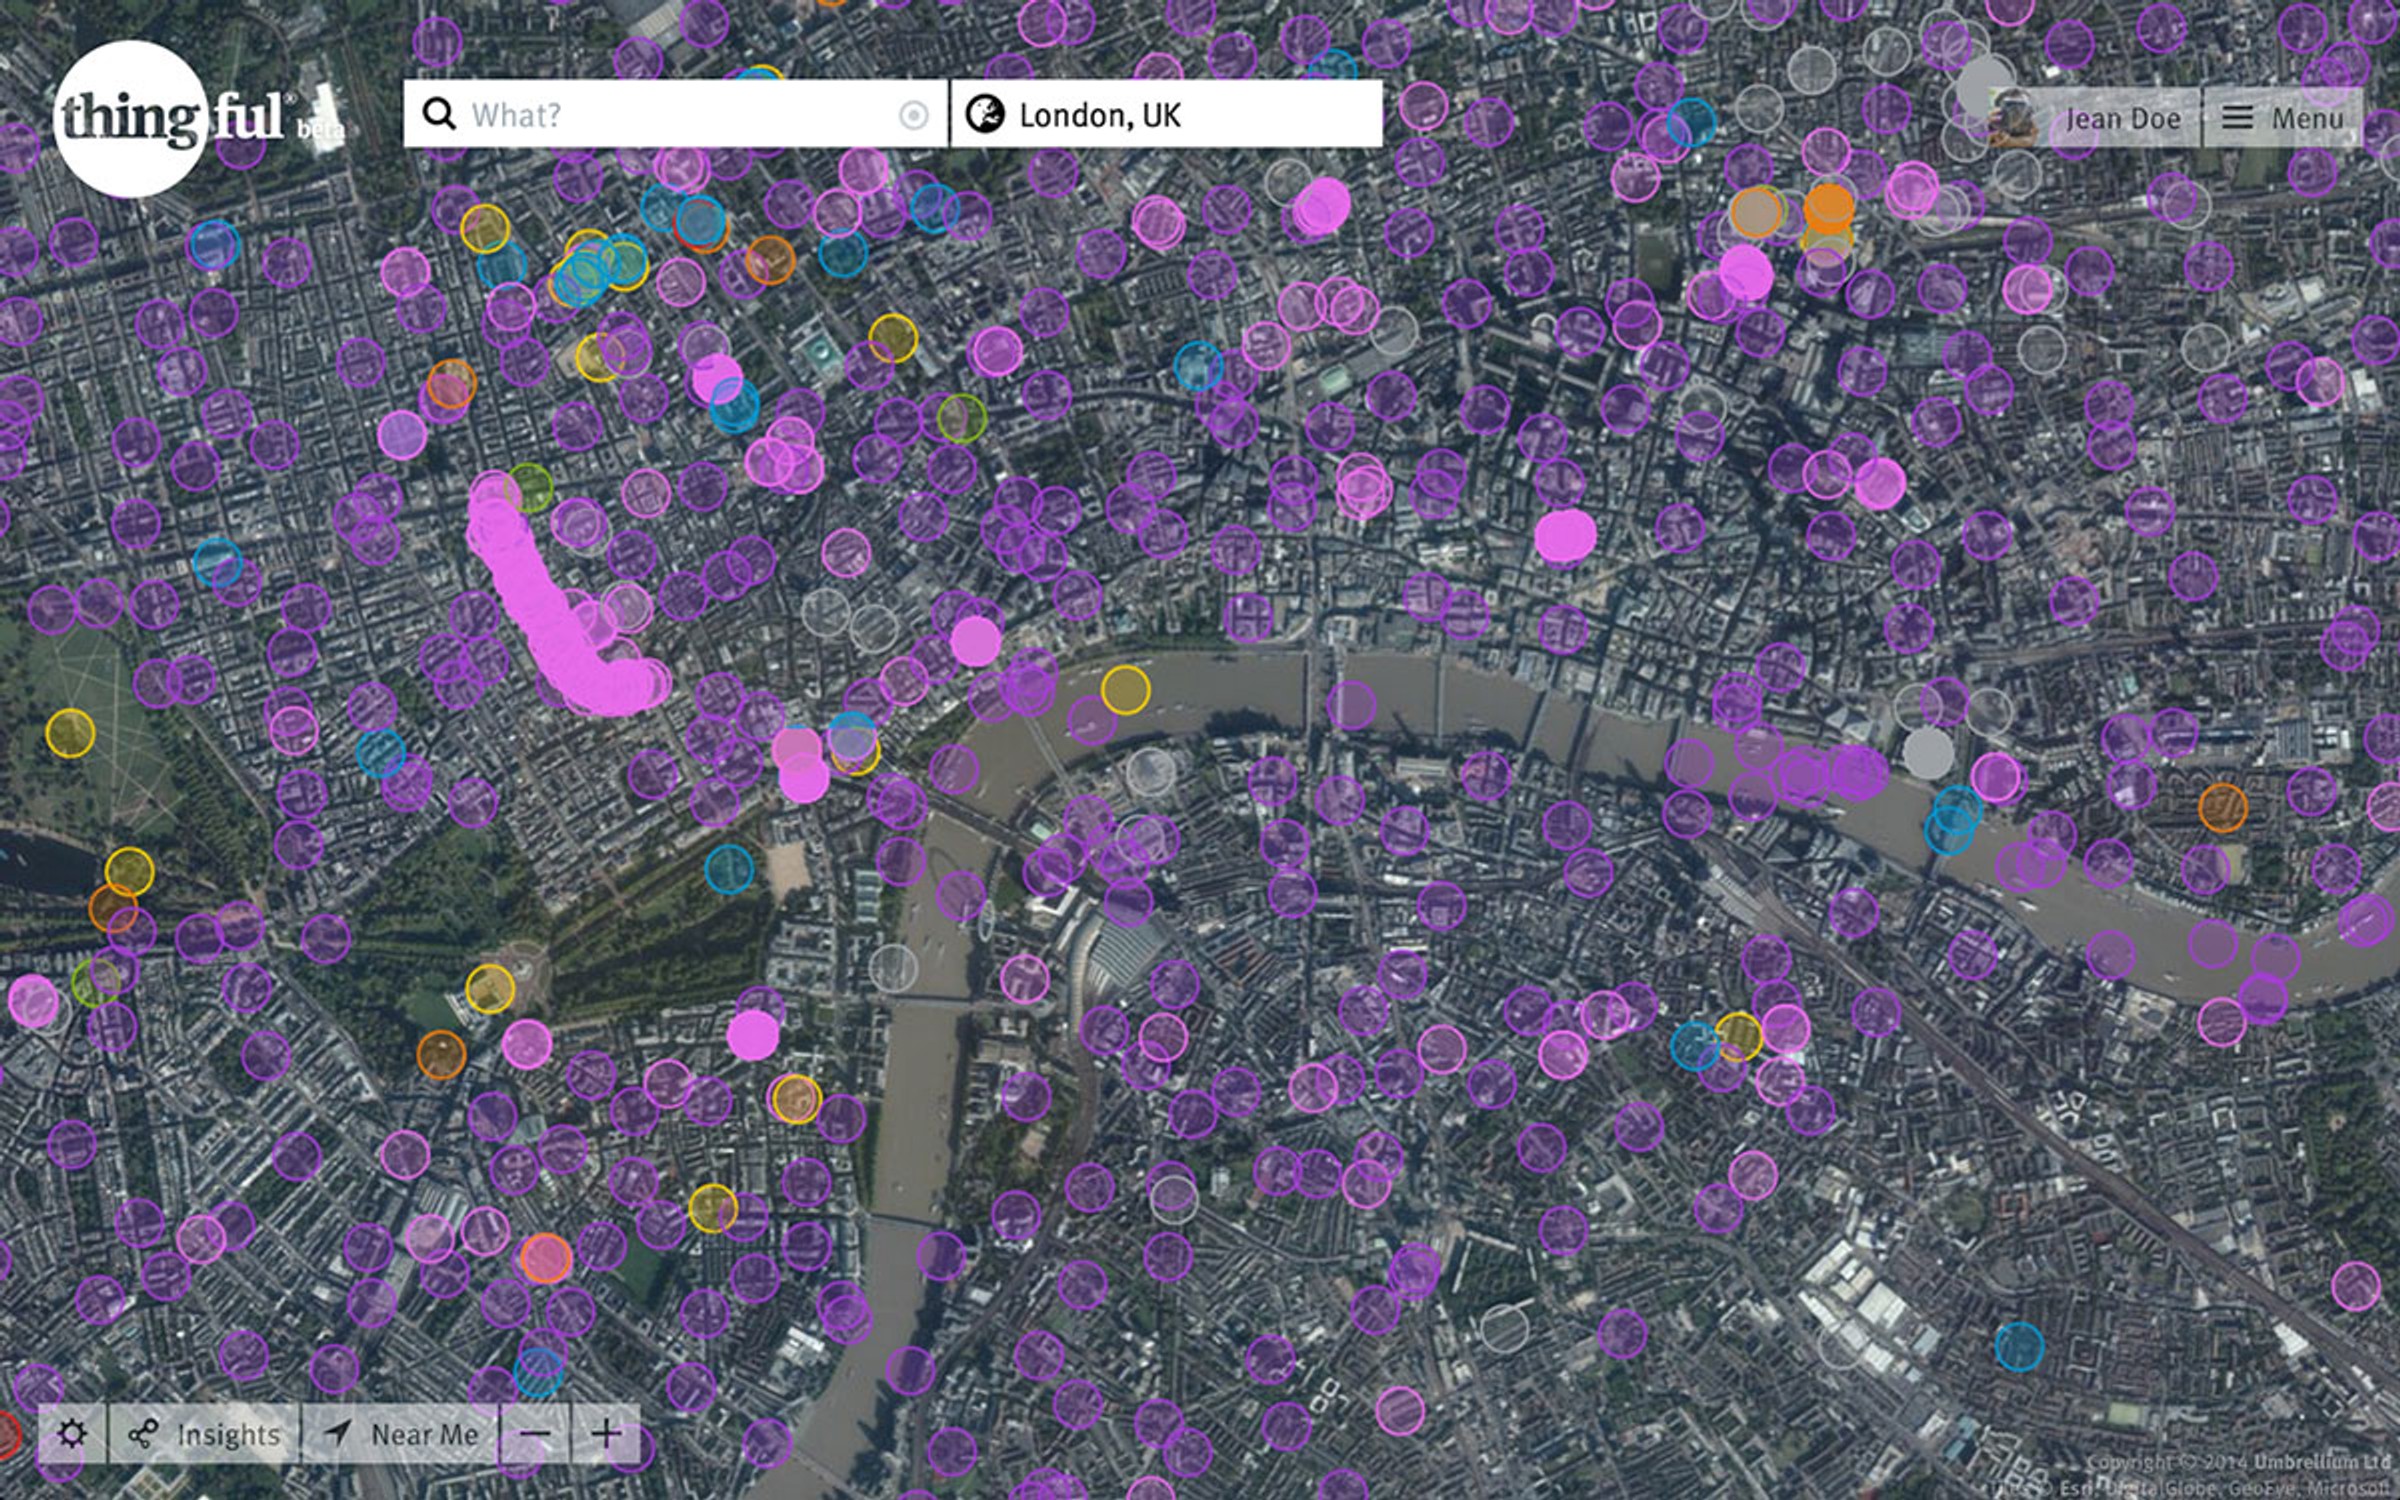 thingful® beta
What?
London, UK
Jean Doe
Menu
Insights
Near Me
Copyright © 2014 Umbrellium Ltd
Esri, DigitalGlobe, GeoEye, Microsoft